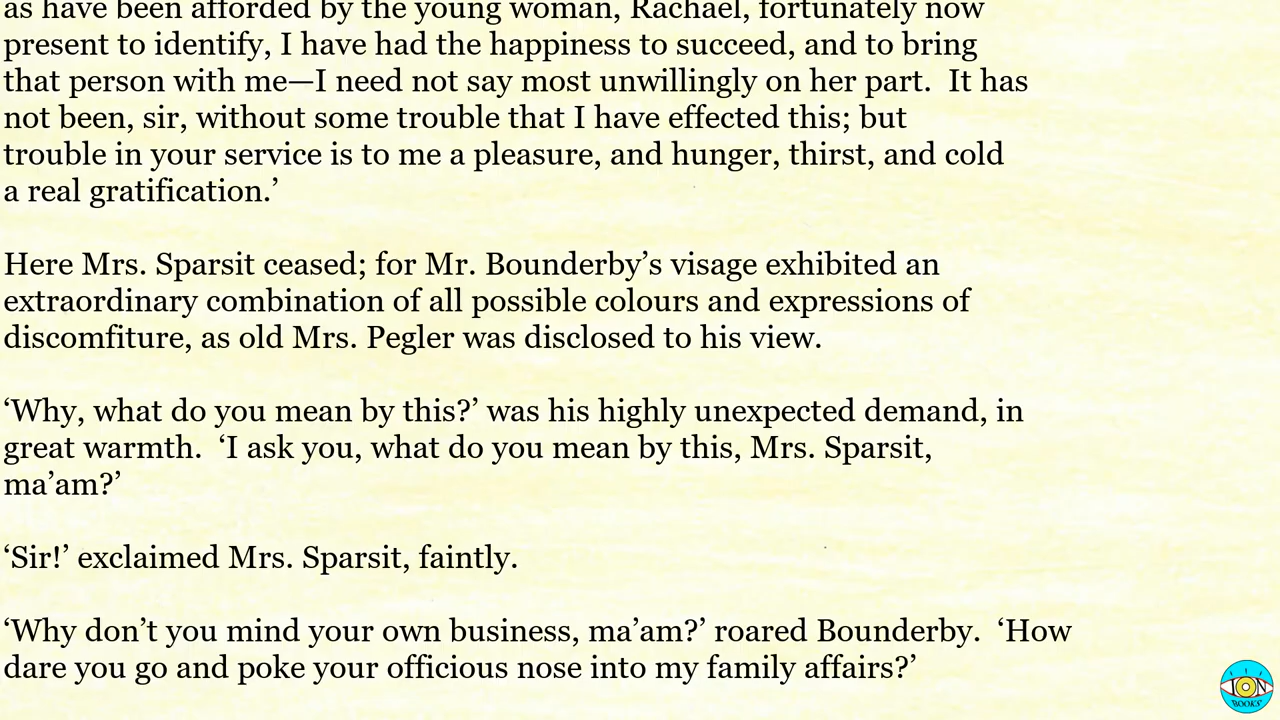 as have been afforded by the young woman, Rachael, fortunately now
present to identify, I have had the happiness to succeed, and to bring
that person with me—I need not say most unwillingly on her part.  It has
not been, sir, without some trouble that I have effected this; but
trouble in your service is to me a pleasure, and hunger, thirst, and cold
a real gratification.’
Here Mrs. Sparsit ceased; for Mr. Bounderby’s visage exhibited an
extraordinary combination of all possible colours and expressions of
discomfiture, as old Mrs. Pegler was disclosed to his view.
‘Why, what do you mean by this?’ was his highly unexpected demand, in
great warmth.  ‘I ask you, what do you mean by this, Mrs. Sparsit,
ma’am?’
‘Sir!’ exclaimed Mrs. Sparsit, faintly.
‘Why don’t you mind your own business, ma’am?’ roared Bounderby.  ‘How
dare you go and poke your officious nose into my family affairs?’
ION
BOOKS